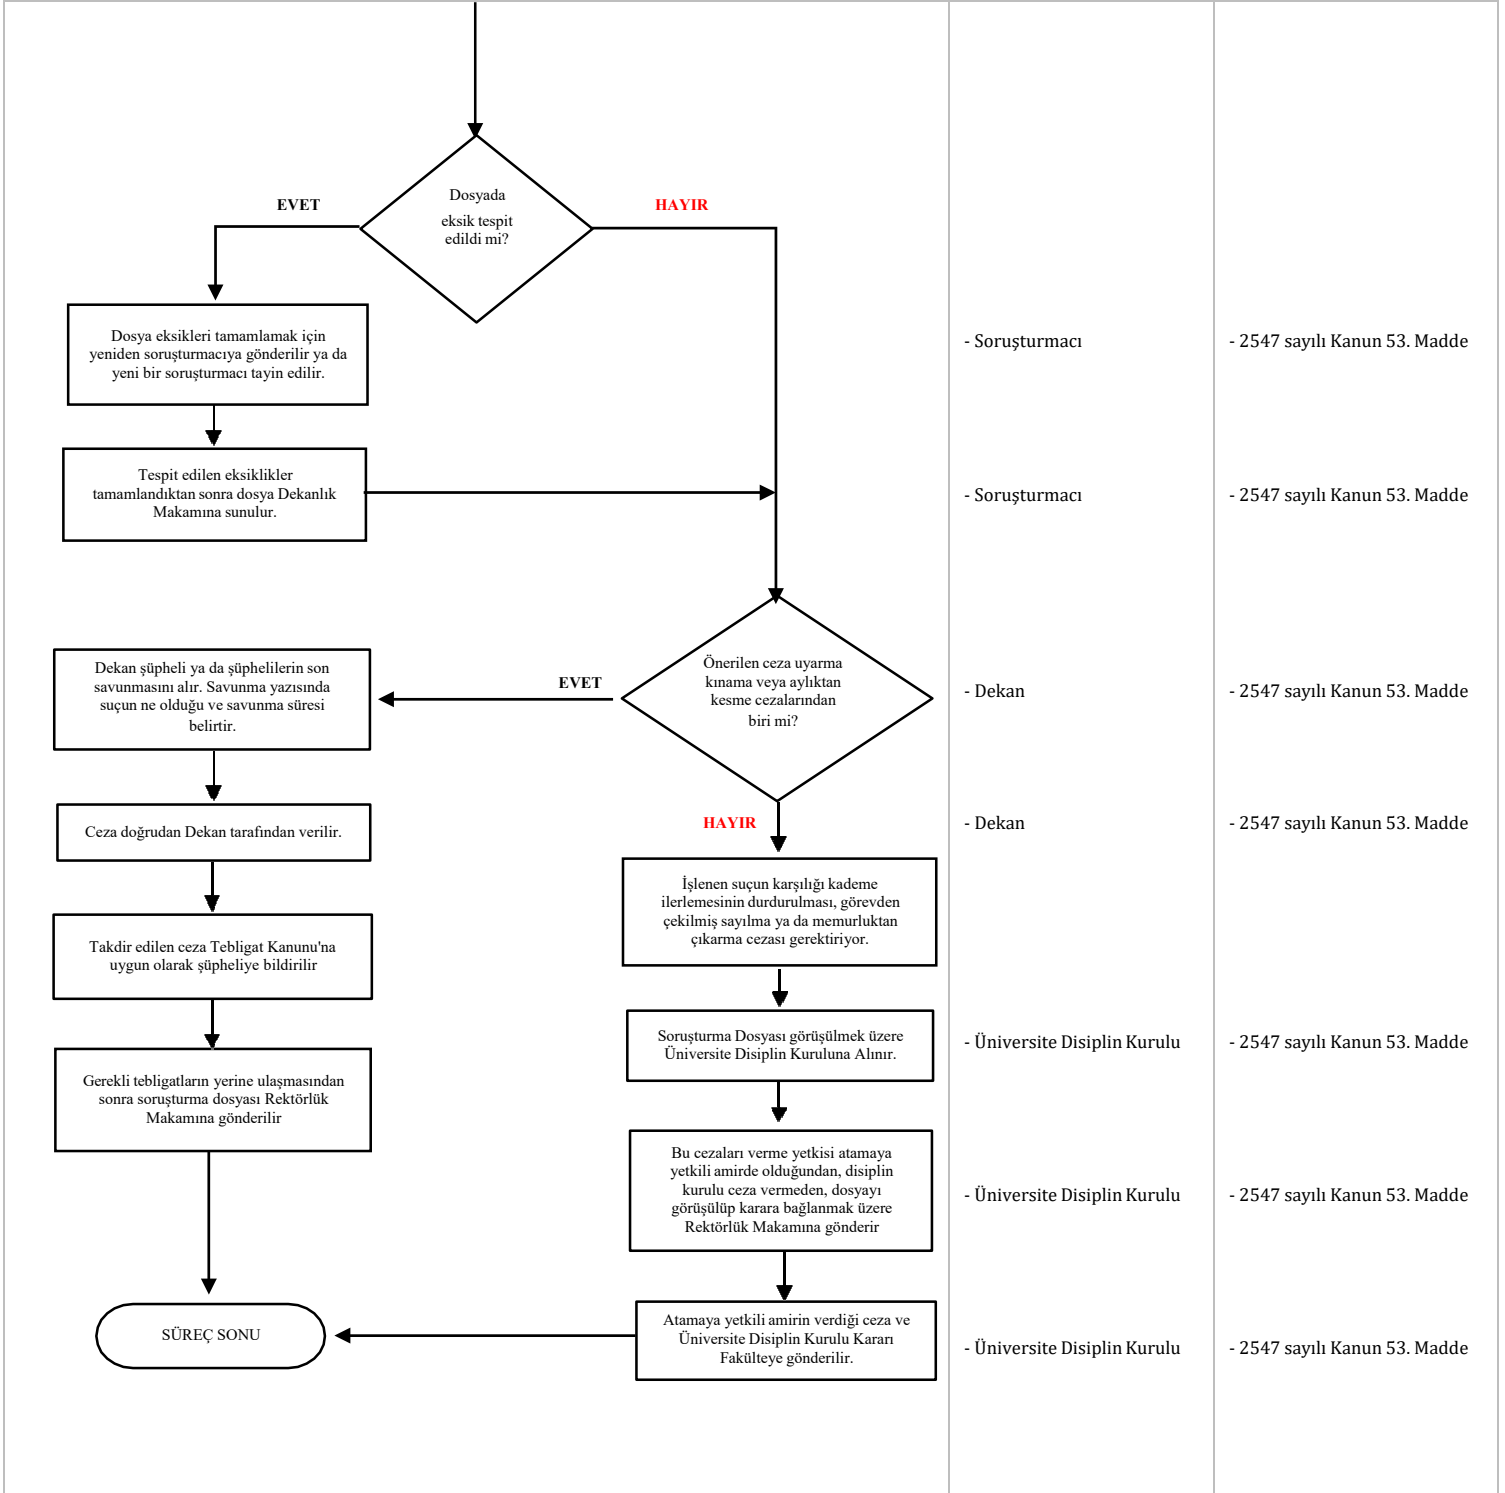 Dosyada
eksik tespit
edildi mi?
EVET
HAYIR
Dosya eksikleri tamamlamak için
yeniden soruşturmacıya gönderilir ya da
yeni bir soruşturmacı tayin edilir.
- Soruşturmacı
- 2547 sayılı Kanun 53. Madde
Tespit edilen eksiklikler
tamamlandıktan sonra dosya Dekanlık
Makamına sunulur.
- Soruşturmacı
- 2547 sayılı Kanun 53. Madde
Önerilen ceza uyarma
kınama veya aylıktan
kesme cezalarından
biri mi?
EVET
Dekan şüpheli ya da şüphelilerin son
savunmasını alır. Savunma yazısında
suçun ne olduğu ve savunma süresi
belirtir.
- Dekan
- 2547 sayılı Kanun 53. Madde
Ceza doğrudan Dekan tarafından verilir.
HAYIR
- Dekan
- 2547 sayılı Kanun 53. Madde
Takdir edilen ceza Tebligat Kanunu'na
uygun olarak şüpheliye bildirilir
İşlenen suçun karşılığı kademe
ilerlemesinin durdurulması, görevden
çekilmiş sayılma ya da memurluktan
çıkarma cezası gerektiriyor.
Gerekli tebligatların yerine ulaşmasından
sonra soruşturma dosyası Rektörlük
Makamına gönderilir
Soruşturma Dosyası görüşülmek üzere
Üniversite Disiplin Kuruluna Alınır.
- Üniversite Disiplin Kurulu
- 2547 sayılı Kanun 53. Madde
Bu cezaları verme yetkisi atamaya
yetkili amirde olduğundan, disiplin
kurulu ceza vermeden, dosyayı
görüşülüp karara bağlanmak üzere
Rektörlük Makamına gönderir
- Üniversite Disiplin Kurulu
- 2547 sayılı Kanun 53. Madde
Atamaya yetkili amirin verdiği ceza ve
Üniversite Disiplin Kurulu Kararı
Fakülteye gönderilir.
- Üniversite Disiplin Kurulu
- 2547 sayılı Kanun 53. Madde
SÜREÇ SONU